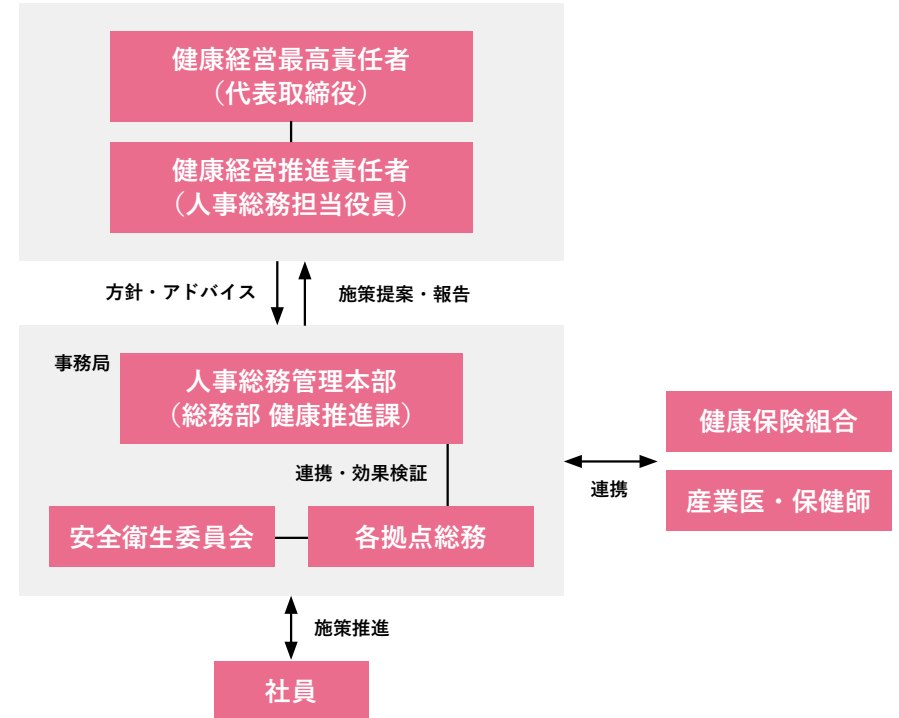 健康経営最高責任者
（代表取締役）
健康経営推進責任者
（人事総務担当役員）
方針・アドバイス
施策提案・報告
事務局
人事総務管理本部
（総務部 健康推進課）
連携・効果検証
安全衛生委員会
各拠点総務
連携
健康保険組合
産業医・保健師
施策推進
社員